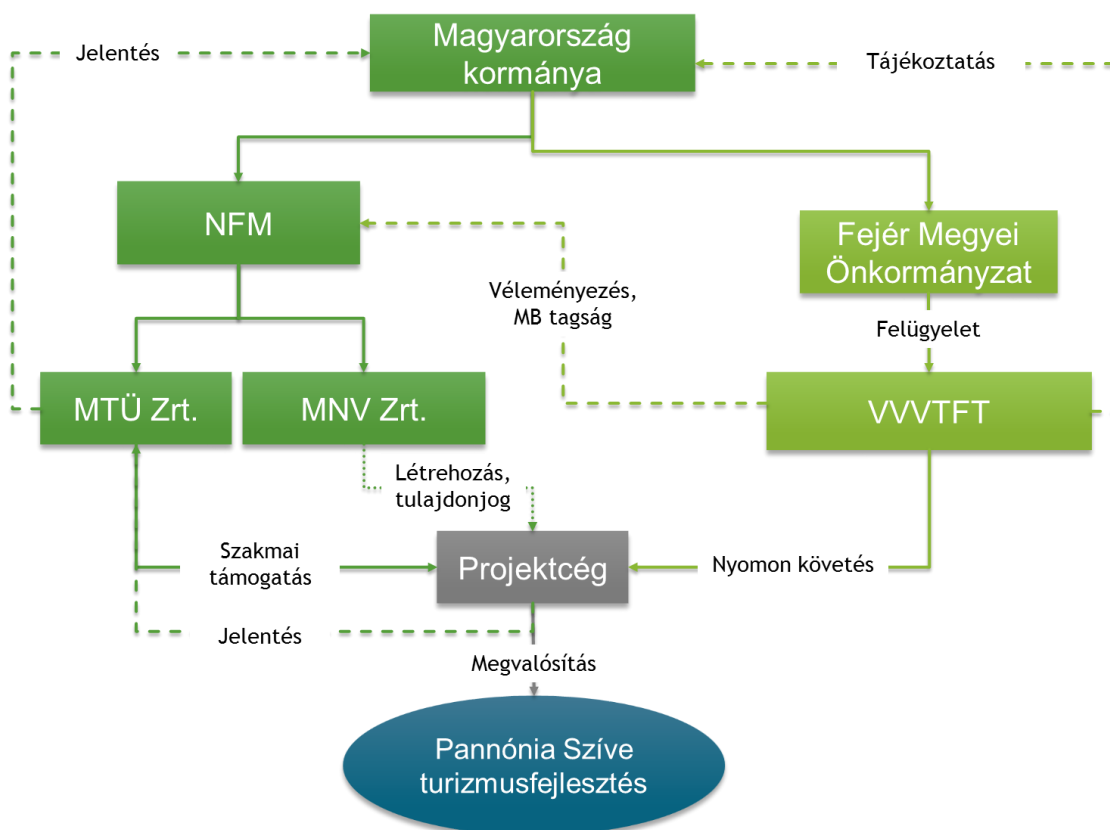 Jelentés
Magyarország
kormánya
Tájékoztatás
NFM
Fejér Megyei
Önkormányzat
Véleményezés,
MB tagság
Felügyelet
MTÜ Zrt.
MNV Zrt.
VVVTFT
Létrehozás,
tulajdonjog
Szakmai
támogatás
Projektcég
Nyomon követés
Jelentés
Megvalósítás
Pannónia Szíve
turizmusfejlesztés